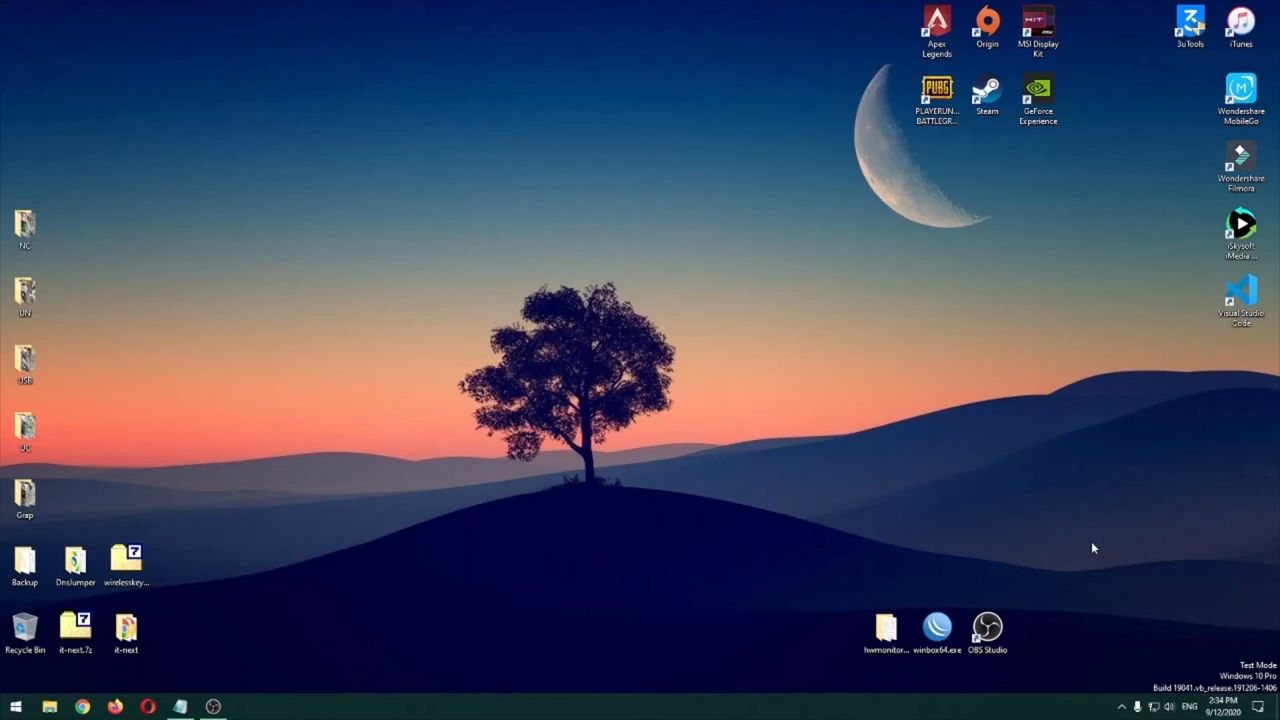 Apex
Legends
Origin
MSI Display
Kit
3uTools
iTunes
PLAYERUN...
BATTLEGR...
Steam
GeForce
Experience
Wondershare
MobileGo
Wondershare
Filmora
iSkysoft
iMedia ...
Visual Studio
Code
NC
UN
USB
UC
Grap
Backup
DnsJumper
wirelesskey...
Recycle Bin
it-next.7z
it-next
hwmonitor...
winbox64.exe
OBS Studio
Test Mode
Windows 10 Pro
Build 19041.vb_release.191206-1406
ENG
2:34 PM
9/12/2020